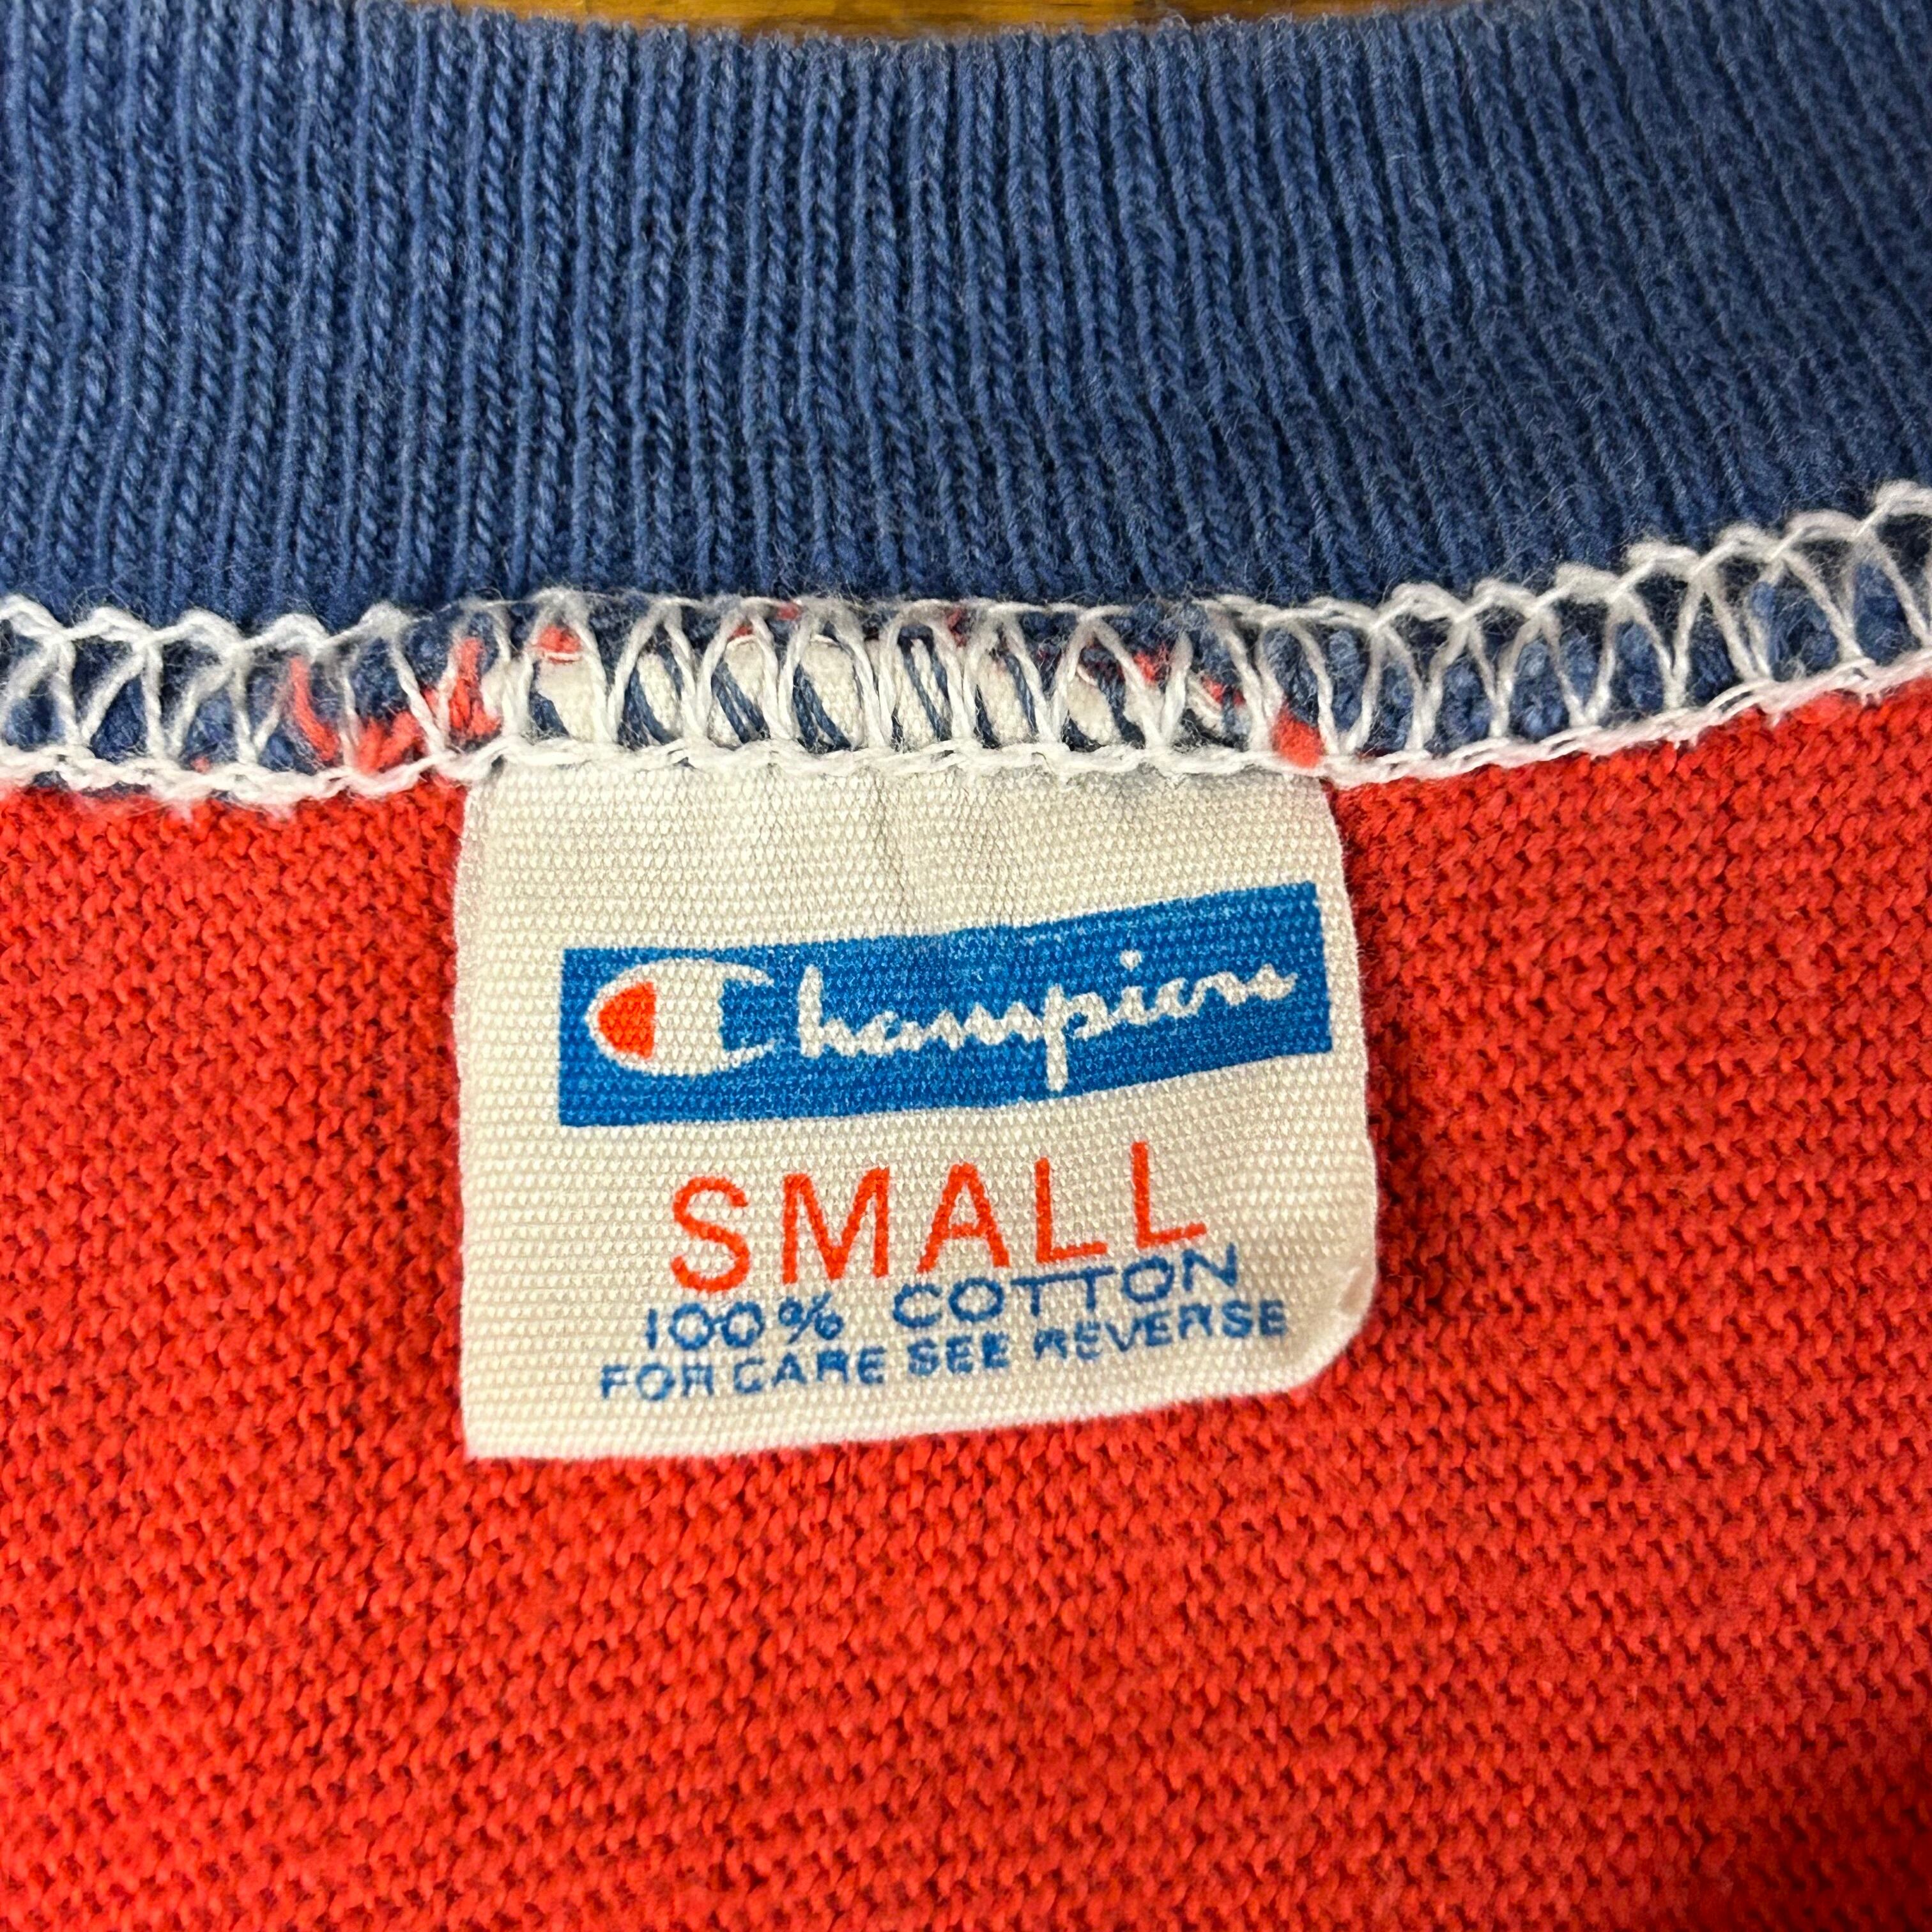 Champion
SMALL
100% COTTON
FOR CARE SEE REVERSE